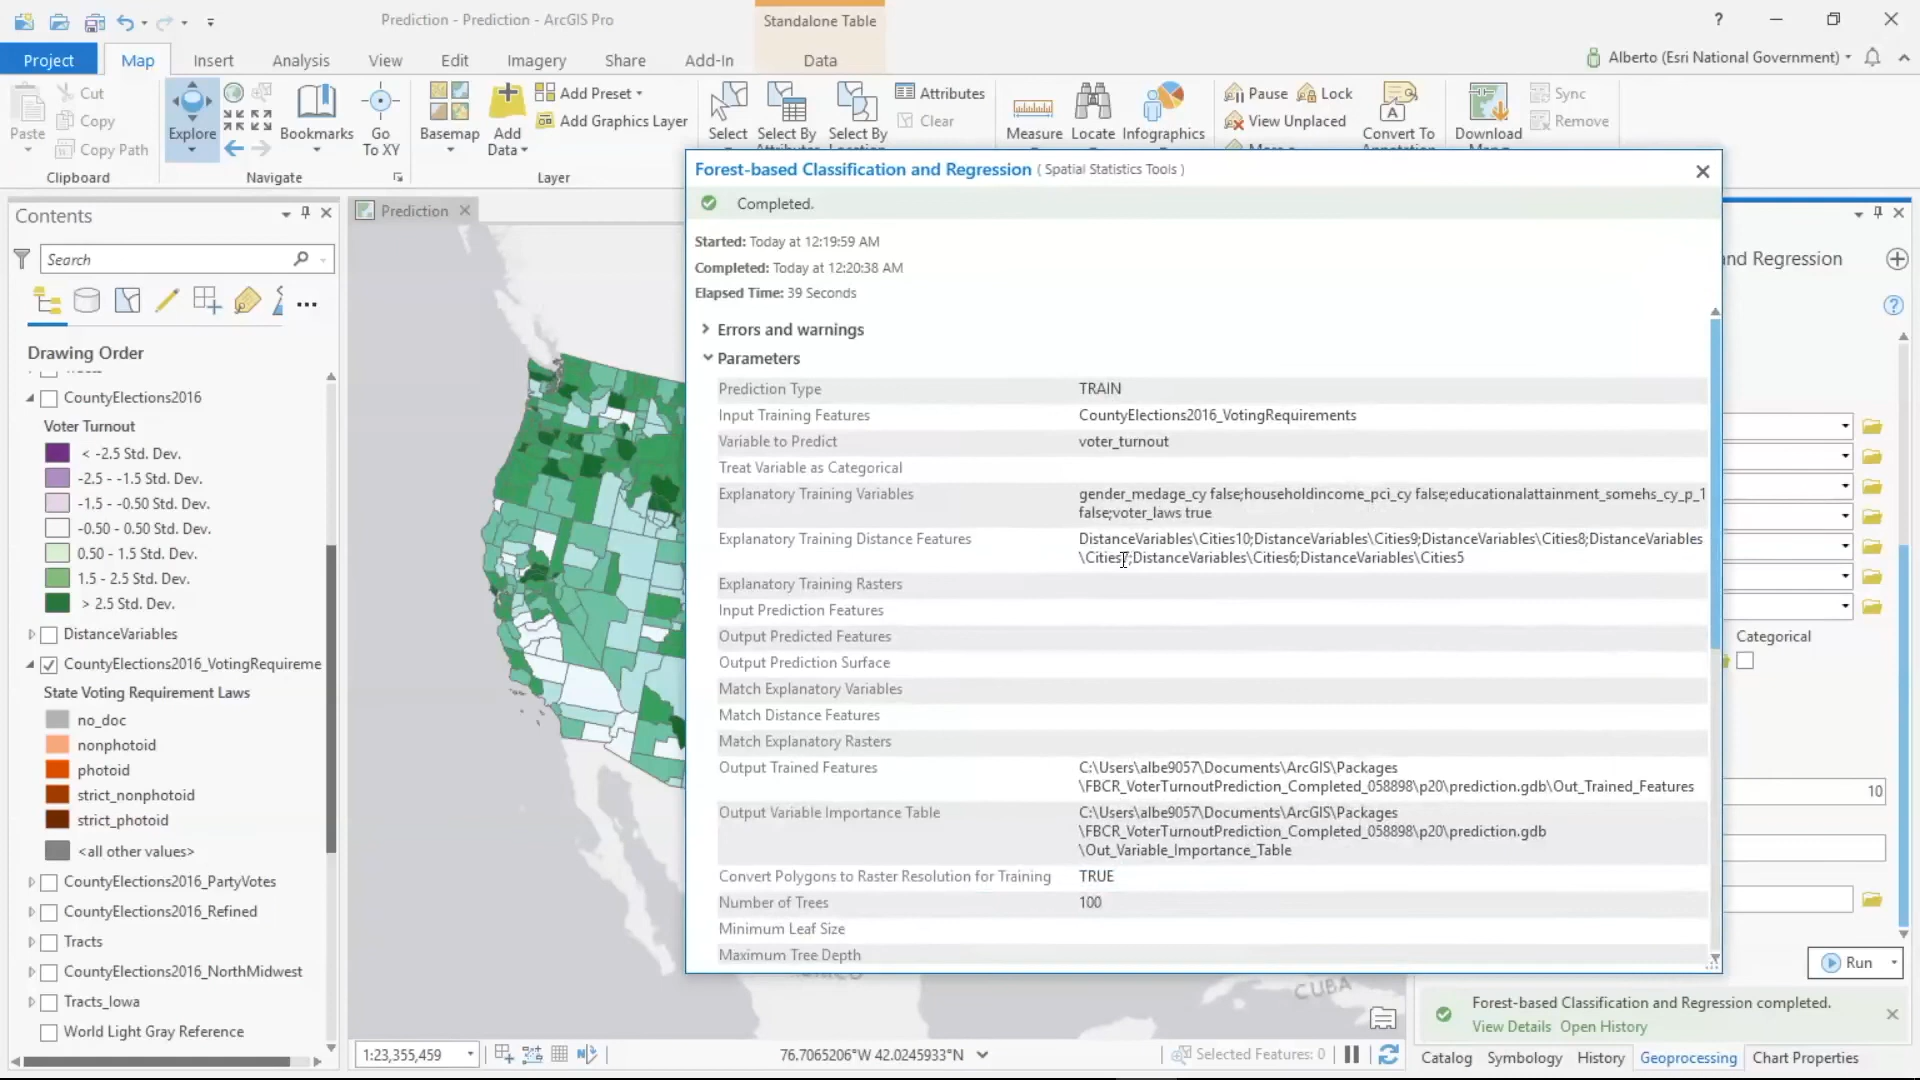 Prediction - Prediction - ArcGIS Pro
Standalone Table
?
Project
Map
Insert
Analysis
View
Edit
Imagery
Share
Add-In
Data
Alberto (Esri National Government)
Paste
Cut
Copy
Copy Path
Clipboard
Explore
Bookmarks
Go
To XY
Navigate
Basemap
Add
Data
Add Preset
Add Graphics Layer
Layer
Select
Select By
Select By
Attributes
Clear
Measure
Locate
Infographics
Pause
Lock
View Unplaced
Convert To
Download
Sync
Remove
Contents
Search
Drawing Order
CountyElections2016
Voter Turnout
< -2.5 Std. Dev.
-2.5 - -1.5 Std. Dev.
-1.5 - -0.50 Std. Dev.
-0.50 - 0.50 Std. Dev.
0.50 - 1.5 Std. Dev.
1.5 - 2.5 Std. Dev.
> 2.5 Std. Dev.
DistanceVariables
CountyElections2016_VotingRequireme
State Voting Requirement Laws
no_doc
nonphotoid
photoid
strict_nonphotoid
strict_photoid
<all other values>
CountyElections2016_PartyVotes
CountyElections2016_Refined
Tracts
CountyElections2016_NorthMidwest
Tracts_Iowa
World Light Gray Reference
Prediction
Forest-based Classification and Regression ( Spatial Statistics Tools )
Completed.
Started: Today at 12:19:59 AM
Completed: Today at 12:20:38 AM
Elapsed Time: 39 Seconds
Errors and warnings
Parameters
Prediction Type TRAIN
Input Training Features CountyElections2016_VotingRequirements
Variable to Predict voter_turnout
Treat Variable as Categorical
Explanatory Training Variables gender_medage_cy false;householdincome_pci_cy false;educationalattainment_somehs_cy_p_1
false;voter_laws true
Explanatory Training Distance Features DistanceVariables\Cities10;DistanceVariables\Cities9;DistanceVariables\Cities8;DistanceVariables
\Cities7;DistanceVariables\Cities6;DistanceVariables\Cities5
Explanatory Training Rasters
Input Prediction Features
Output Predicted Features
Output Prediction Surface
Match Explanatory Variables
Match Distance Features
Match Explanatory Rasters
Output Trained Features C:\Users\albe9057\Documents\ArcGIS\Packages
\FBCR_VoterTurnoutPrediction_Completed_058898\p20\prediction.gdb\Out_Trained_Features
Output Variable Importance Table C:\Users\albe9057\Documents\ArcGIS\Packages
\FBCR_VoterTurnoutPrediction_Completed_058898\p20\prediction.gdb
\Out_Variable_Importance_Table
Convert Polygons to Raster Resolution for Training TRUE
Number of Trees 100
Minimum Leaf Size
Maximum Tree Depth
nd Regression
Categorical
10
Run
CUBA
Forest-based Classification and Regression completed.
View Details Open History
1:23,355,459
76.7065206°W 42.0245933°N
Selected Features: 0
Catalog
Symbology
History
Geoprocessing
Chart Properties